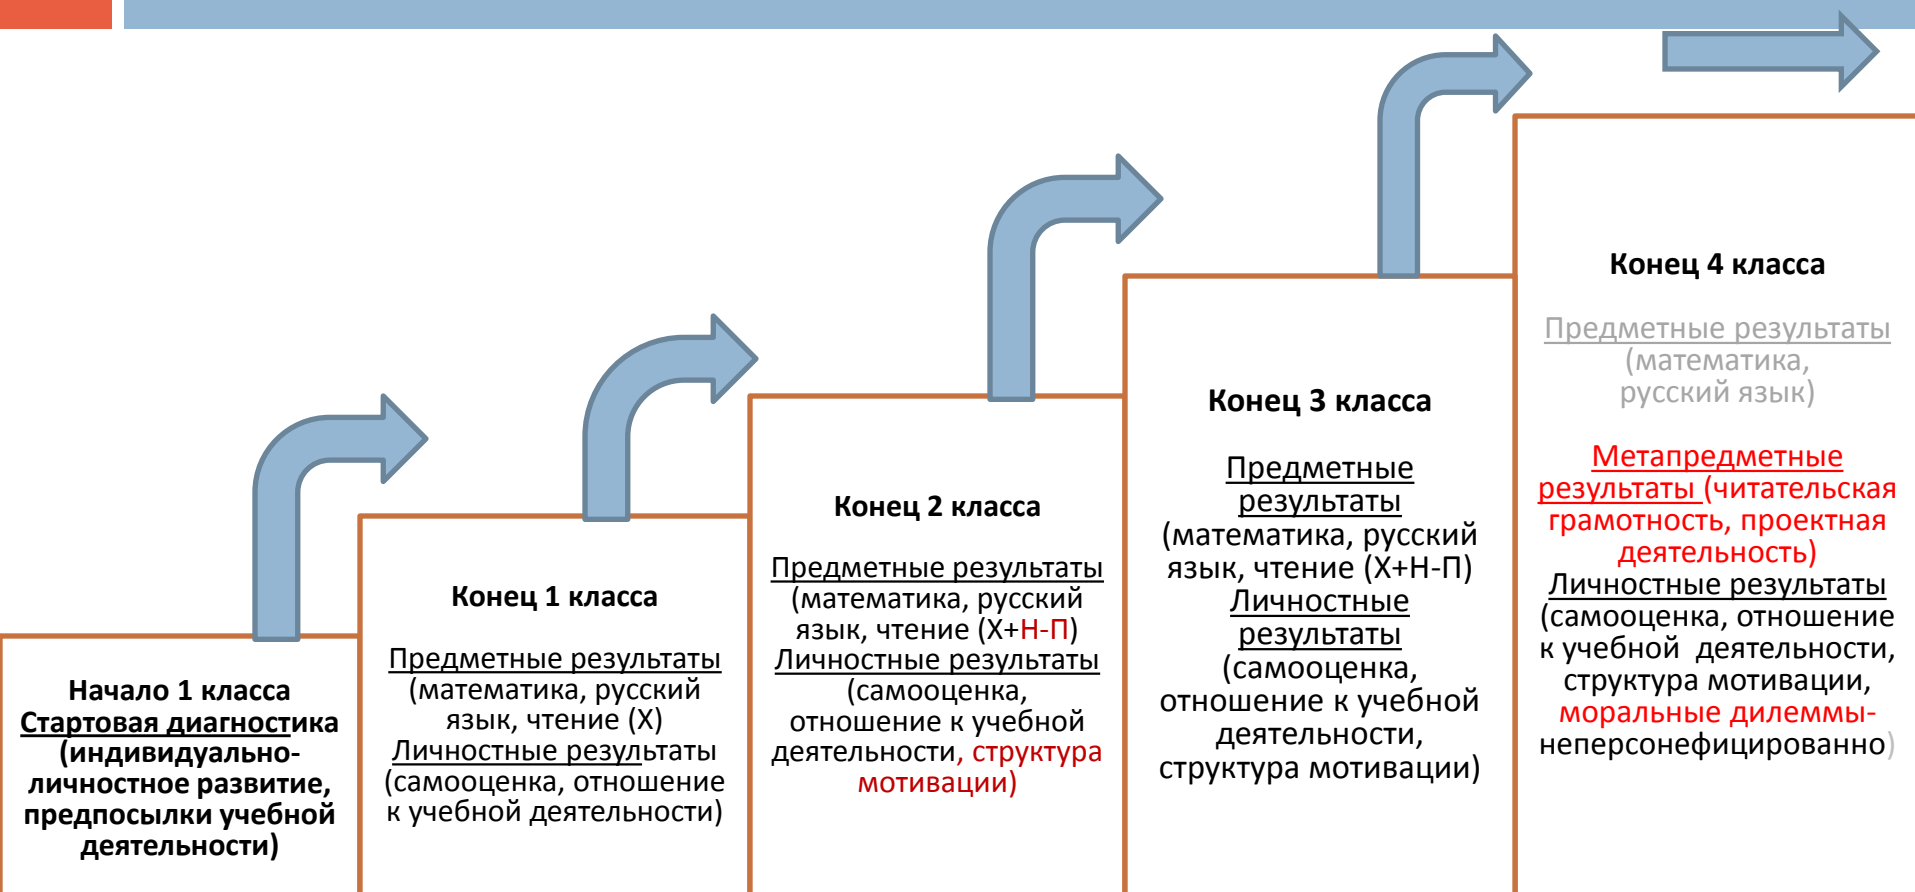 Начало 1 класса
Стартовая диагностика
(индивидуально-
личностное развитие,
предпосылки учебной
деятельности)
Конец 1 класса
Предметные результаты
(математика, русский
язык, чтение (Х)
Личностные результаты
(самооценка, отношение
к учебной деятельности)
Конец 2 класса
Предметные результаты
(математика, русский
язык, чтение (Х+Н-П)
Личностные результаты
(самооценка,
отношение к учебной
деятельности, структура
мотивации)
Конец 3 класса
Предметные
результаты
(математика, русский
язык, чтение (Х+Н-П)
Личностные
результаты
(самооценка,
отношение к учебной
деятельности,
структура мотивации)
Конец 4 класса
Предметные результаты
(математика,
русский язык)
Метапредметные
результаты (читательская
грамотность, проектная
деятельность)
Личностные результаты
(самооценка, отношение
к учебной деятельности,
структура мотивации,
моральные дилеммы-
неперсонефицированно)